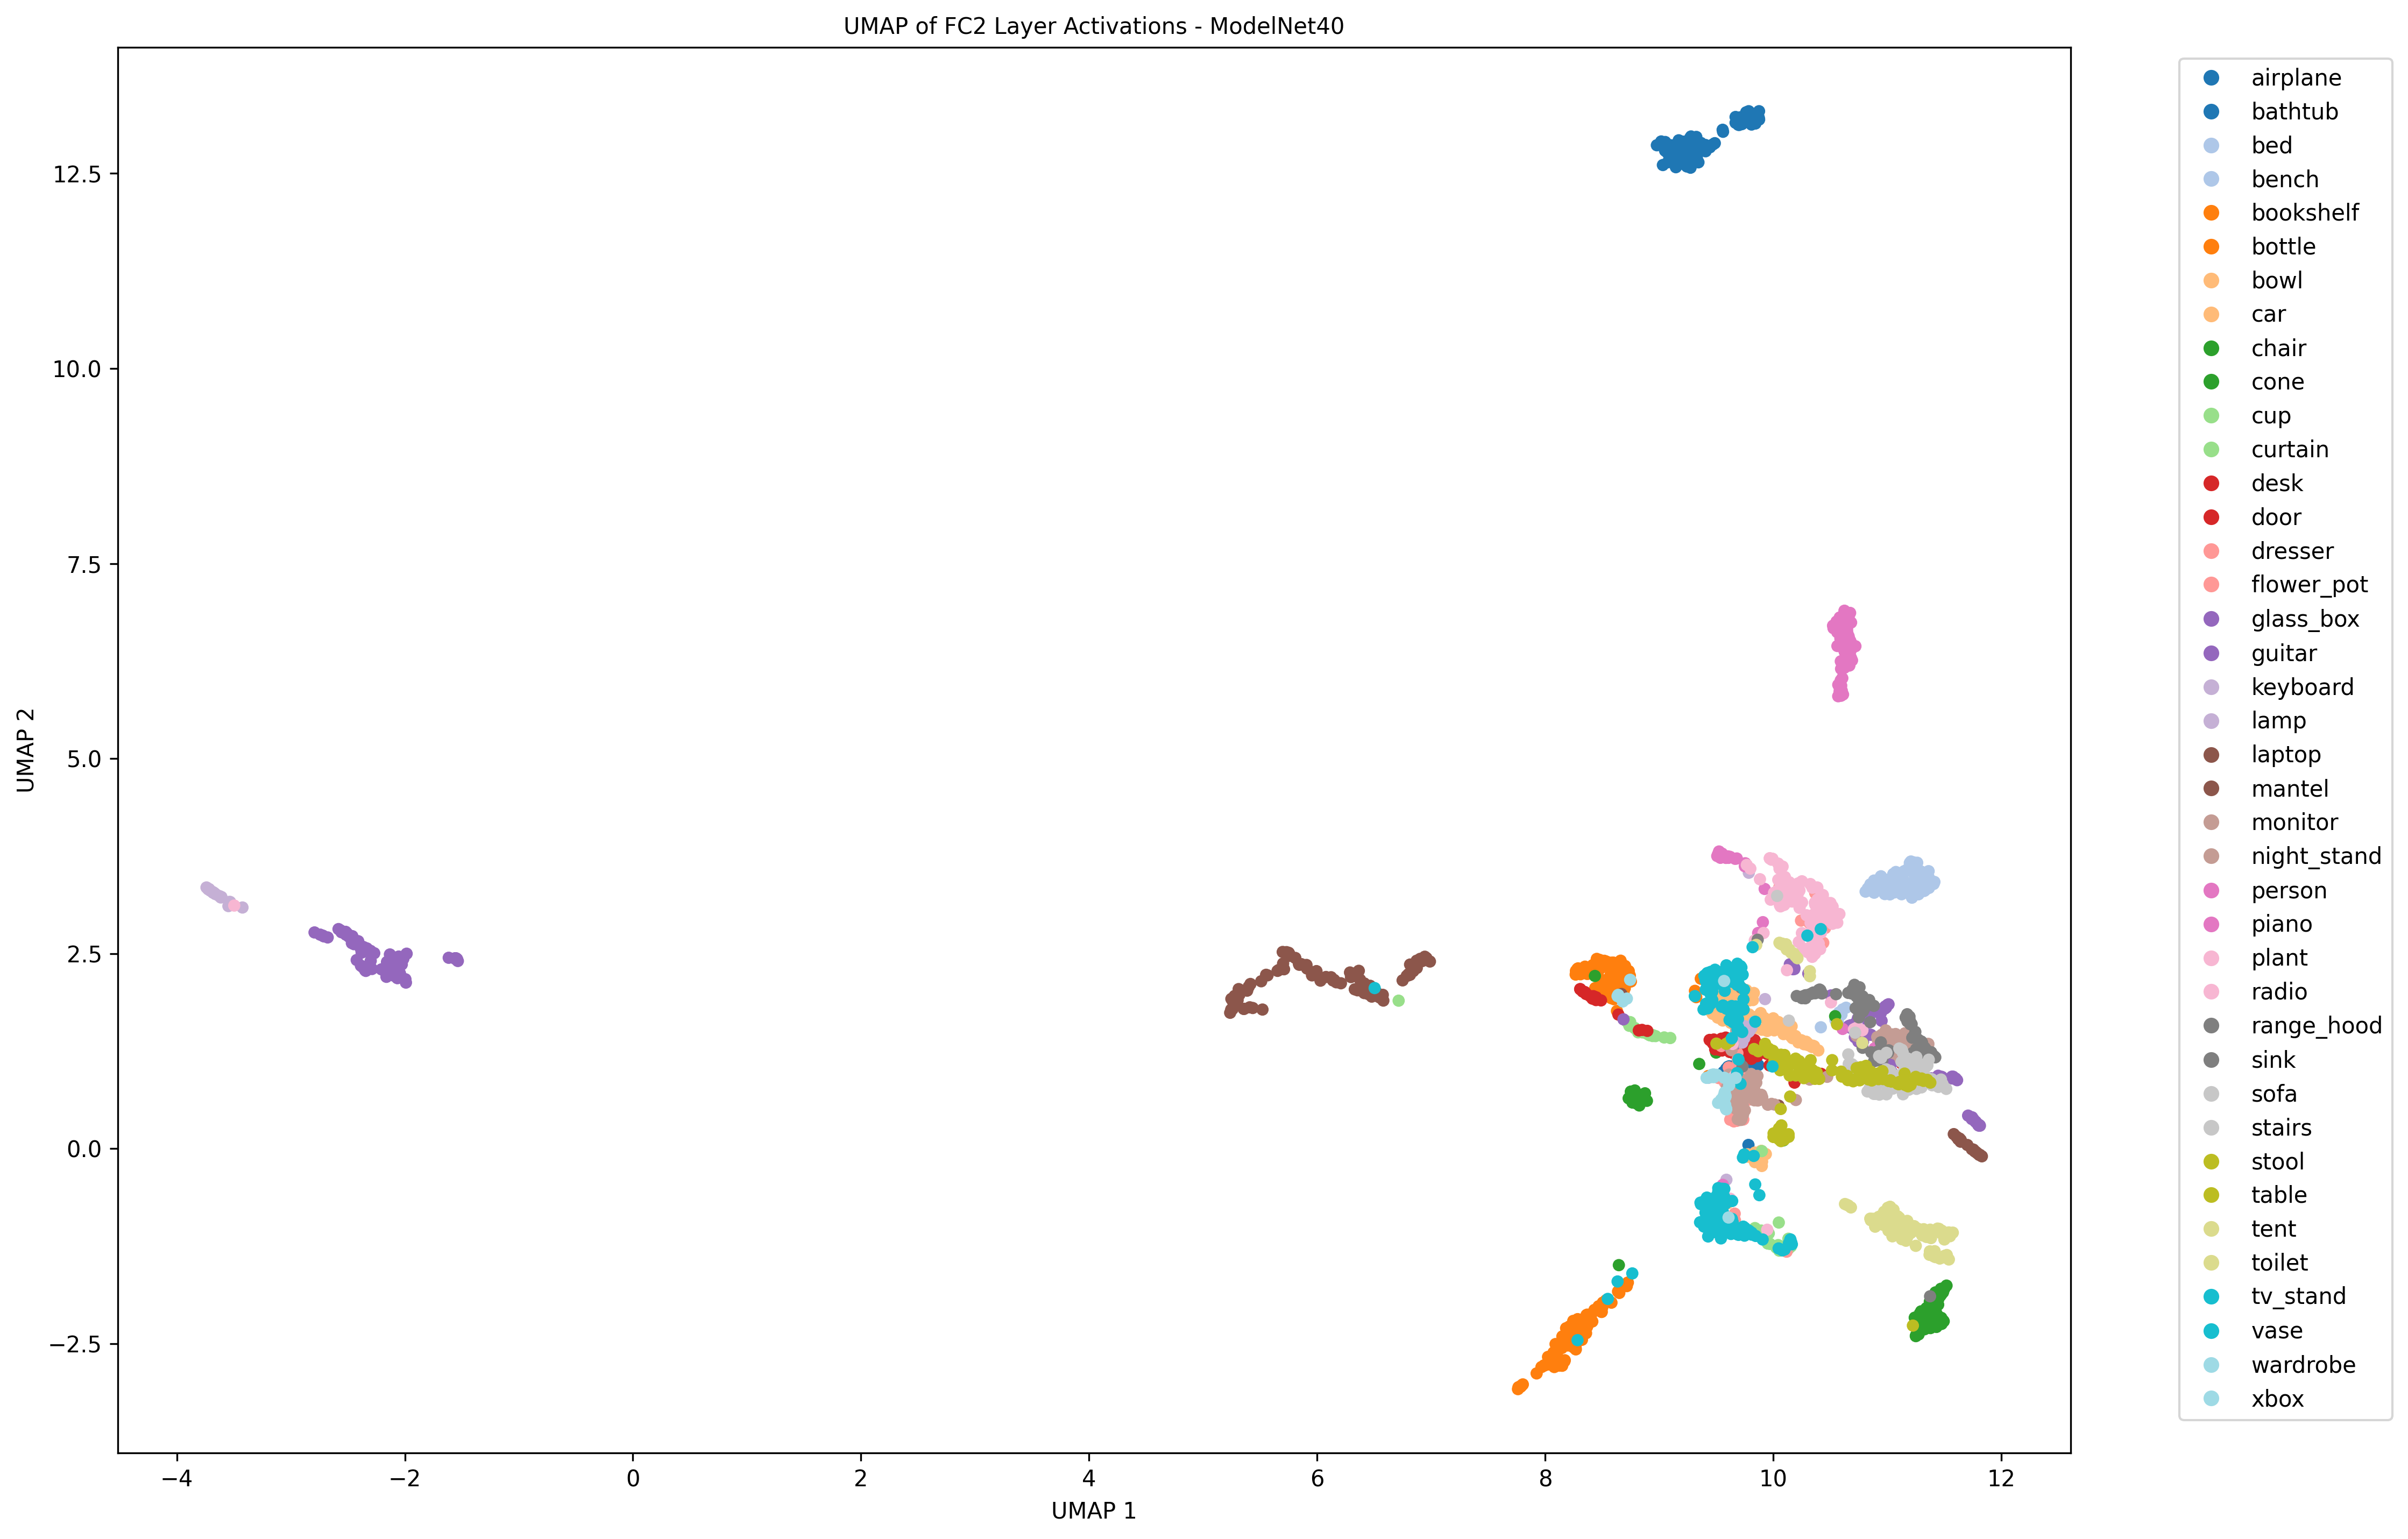 UMAP of FC2 Layer Activations - ModelNet40
12.5
10.0
7.5
5.0
2.5
0.0
−2.5
UMAP 2
−4
−2
0
2
4
6
8
10
12
UMAP 1
airplane
bathtub
bed
bench
bookshelf
bottle
bowl
car
chair
cone
cup
curtain
desk
door
dresser
flower_pot
glass_box
guitar
keyboard
lamp
laptop
mantel
monitor
night_stand
person
piano
plant
radio
range_hood
sink
sofa
stairs
stool
table
tent
toilet
tv_stand
vase
wardrobe
xbox